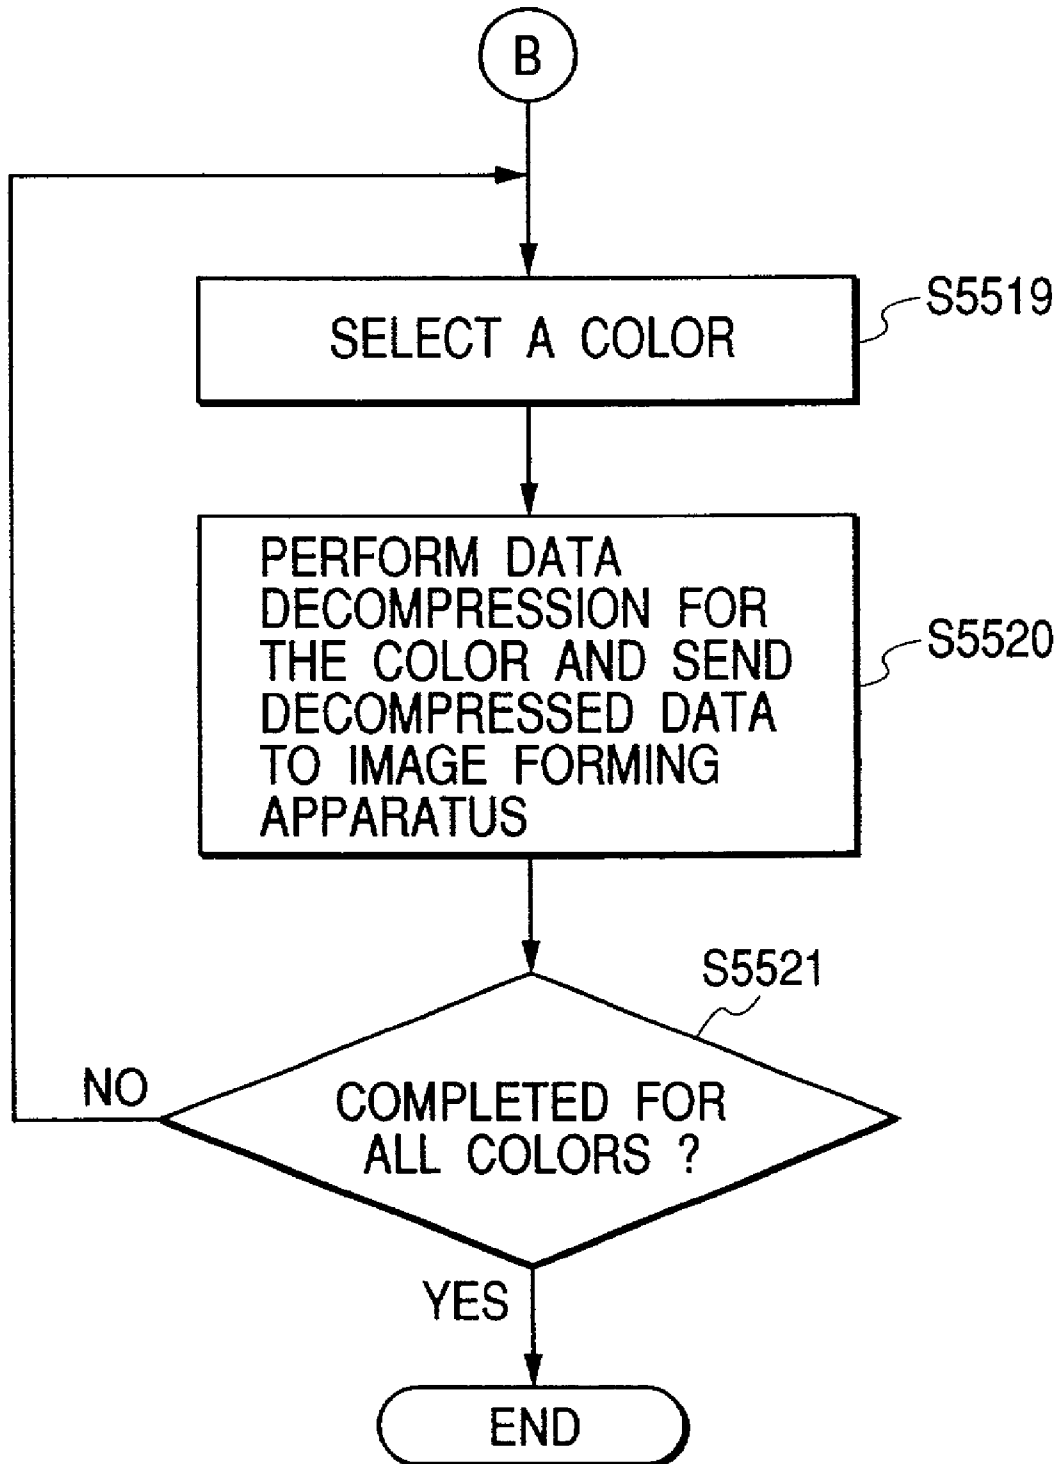 B
SELECT A COLOR
S5519
PERFORM DATA
DECOMPRESSION FOR
THE COLOR AND SEND
DECOMPRESSED DATA
TO IMAGE FORMING
APPARATUS
S5520
S5521
COMPLETED FOR
ALL COLORS ?
NO
YES
END